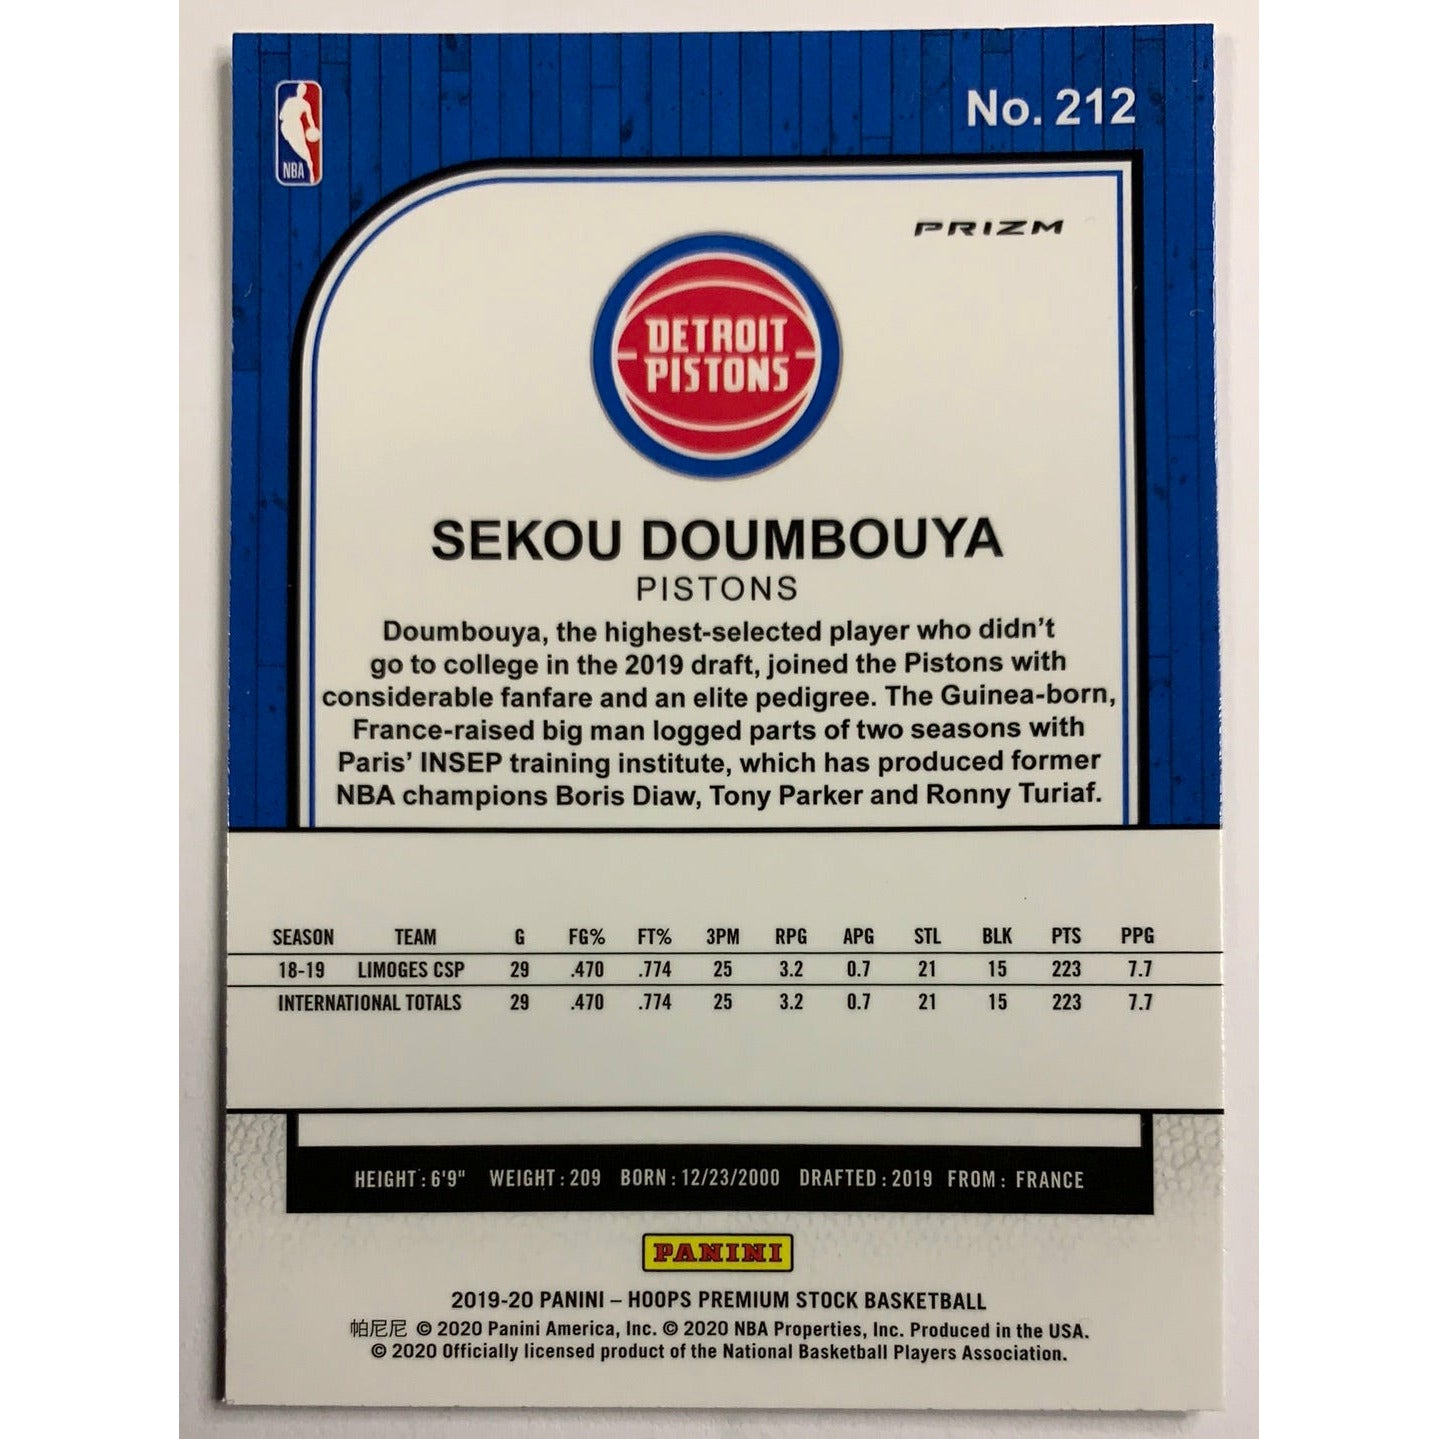 No. 212
NBA
PRIZM
DETROIT
PISTONS
SEKOU DOUMBOUYA
PISTONS
Doumbouya, the highest-selected player who didn't
go to college in the 2019 draft, joined the Pistons with
considerable fanfare and an elite pedigree. The Guinea-born,
France-raised big man logged parts of two seasons with
Paris' INSEP training institute, which has produced former
NBA champions Boris Diaw, Tony Parker and Ronny Turiaf.
SEASON TEAM G FG% FT% 3PM RPG APG STL BLK PTS PPG
18-19 LIMOGES CSP 29 .470 .774 25 3.2 0.7 21 15 223 7.7
INTERNATIONAL TOTALS 29 .470 .774 25 3.2 0.7 21 15 223 7.7
HEIGHT : 6'9" WEIGHT : 209 BORN : 12/23/2000 DRAFTED : 2019 FROM : FRANCE
PANINI
2019-20 PANINI – HOOPS PREMIUM STOCK BASKETBALL
帕尼尼 © 2020 Panini America, Inc. © 2020 NBA Properties, Inc. Produced in the USA.
© 2020 Officially licensed product of the National Basketball Players Association.